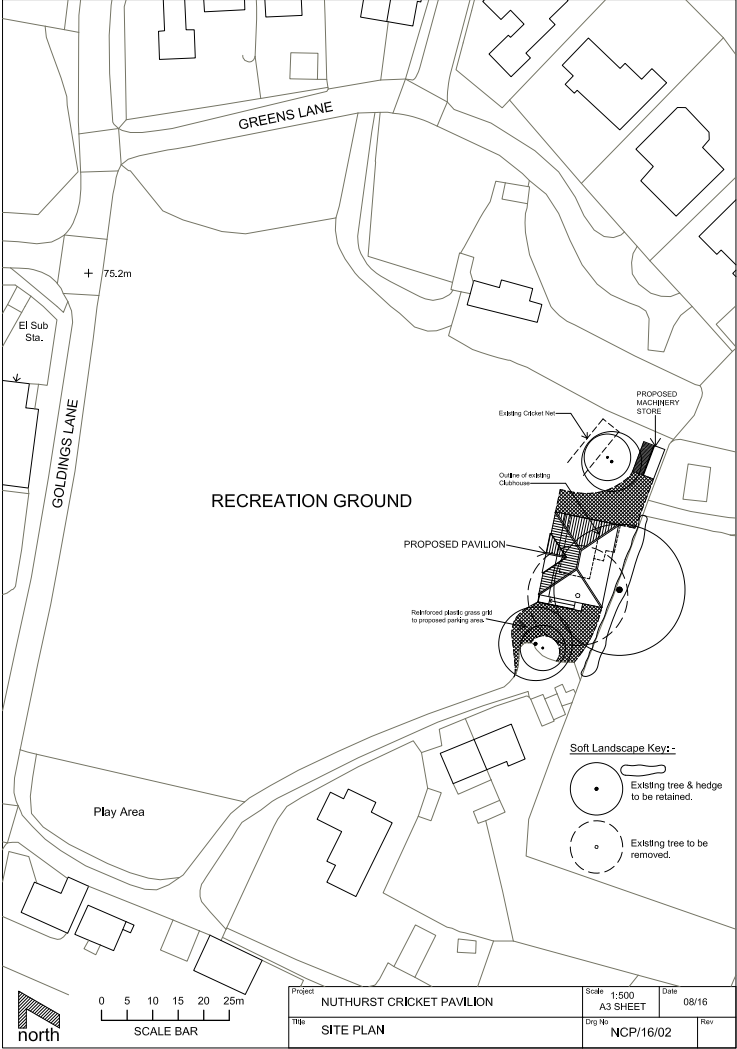 GREENS LANE
75.2m
El Sub
Sta.
GOLDINGS LANE
PROPOSED
MACHINERY
STORE
Existing Cricket Net
Outline of existing
Clubhouse
RECREATION GROUND
PROPOSED PAVILION
Reinforced plastic grass grid
to proposed parking area.
Soft Landscape Key:-
Existing tree & hedge
to be retained.
Existing tree to be
removed.
Play Area
north
0 5 10 15 20 25m
SCALE BAR
Project
NUTHURST CRICKET PAVILION
Scale
1:500
A3 SHEET
Date
08/16
Title
SITE PLAN
Drg No
NCP/16/02
Rev